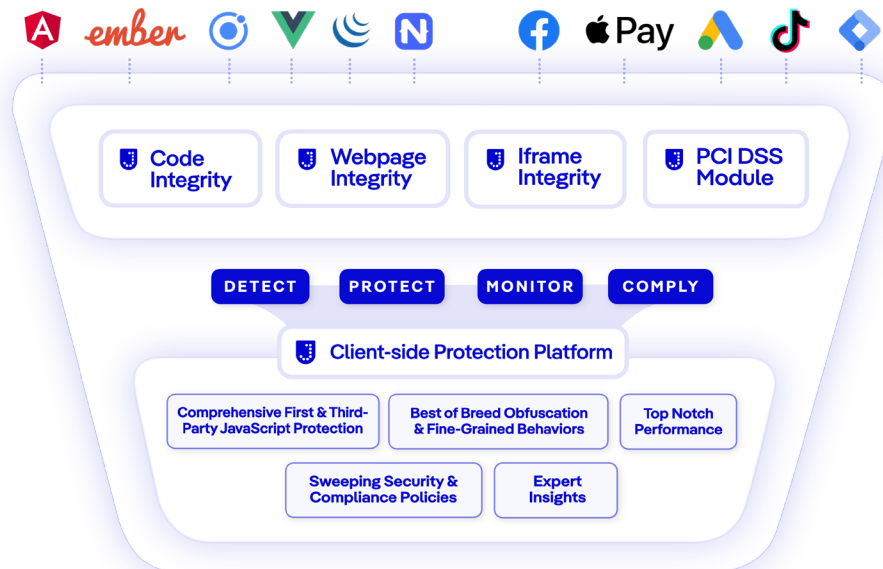 ember
Pay
Code
Integrity
Webpage
Integrity
Iframe
Integrity
PCI DSS
Module
DETECT
PROTECT
MONITOR
COMPLY
Client-side Protection Platform
Comprehensive First & Third-
Party JavaScript Protection
Best of Breed Obfuscation
& Fine-Grained Behaviors
Top Notch
Performance
Sweeping Security &
Compliance Policies
Expert
Insights